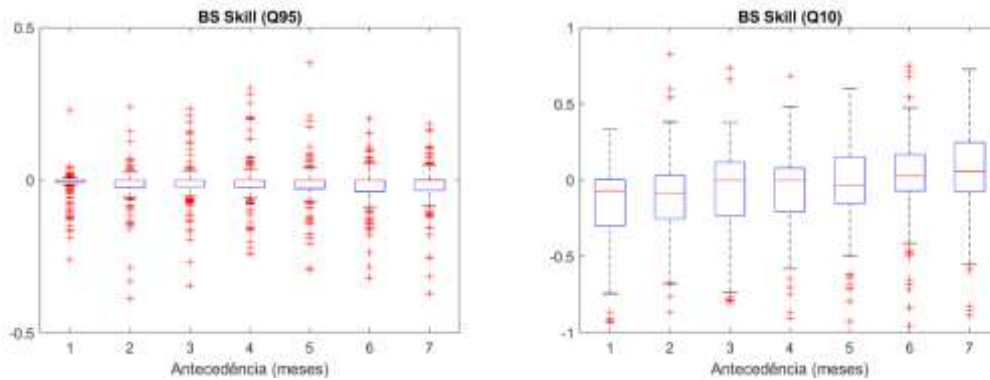 BS Skill (Q95)
0.5
0
-0.5
1 2 3 4 5 6 7
Antecedência (meses)
BS Skill (Q10)
1
0.5
0
-0.5
-1
1 2 3 4 5 6 7
Antecedência (meses)